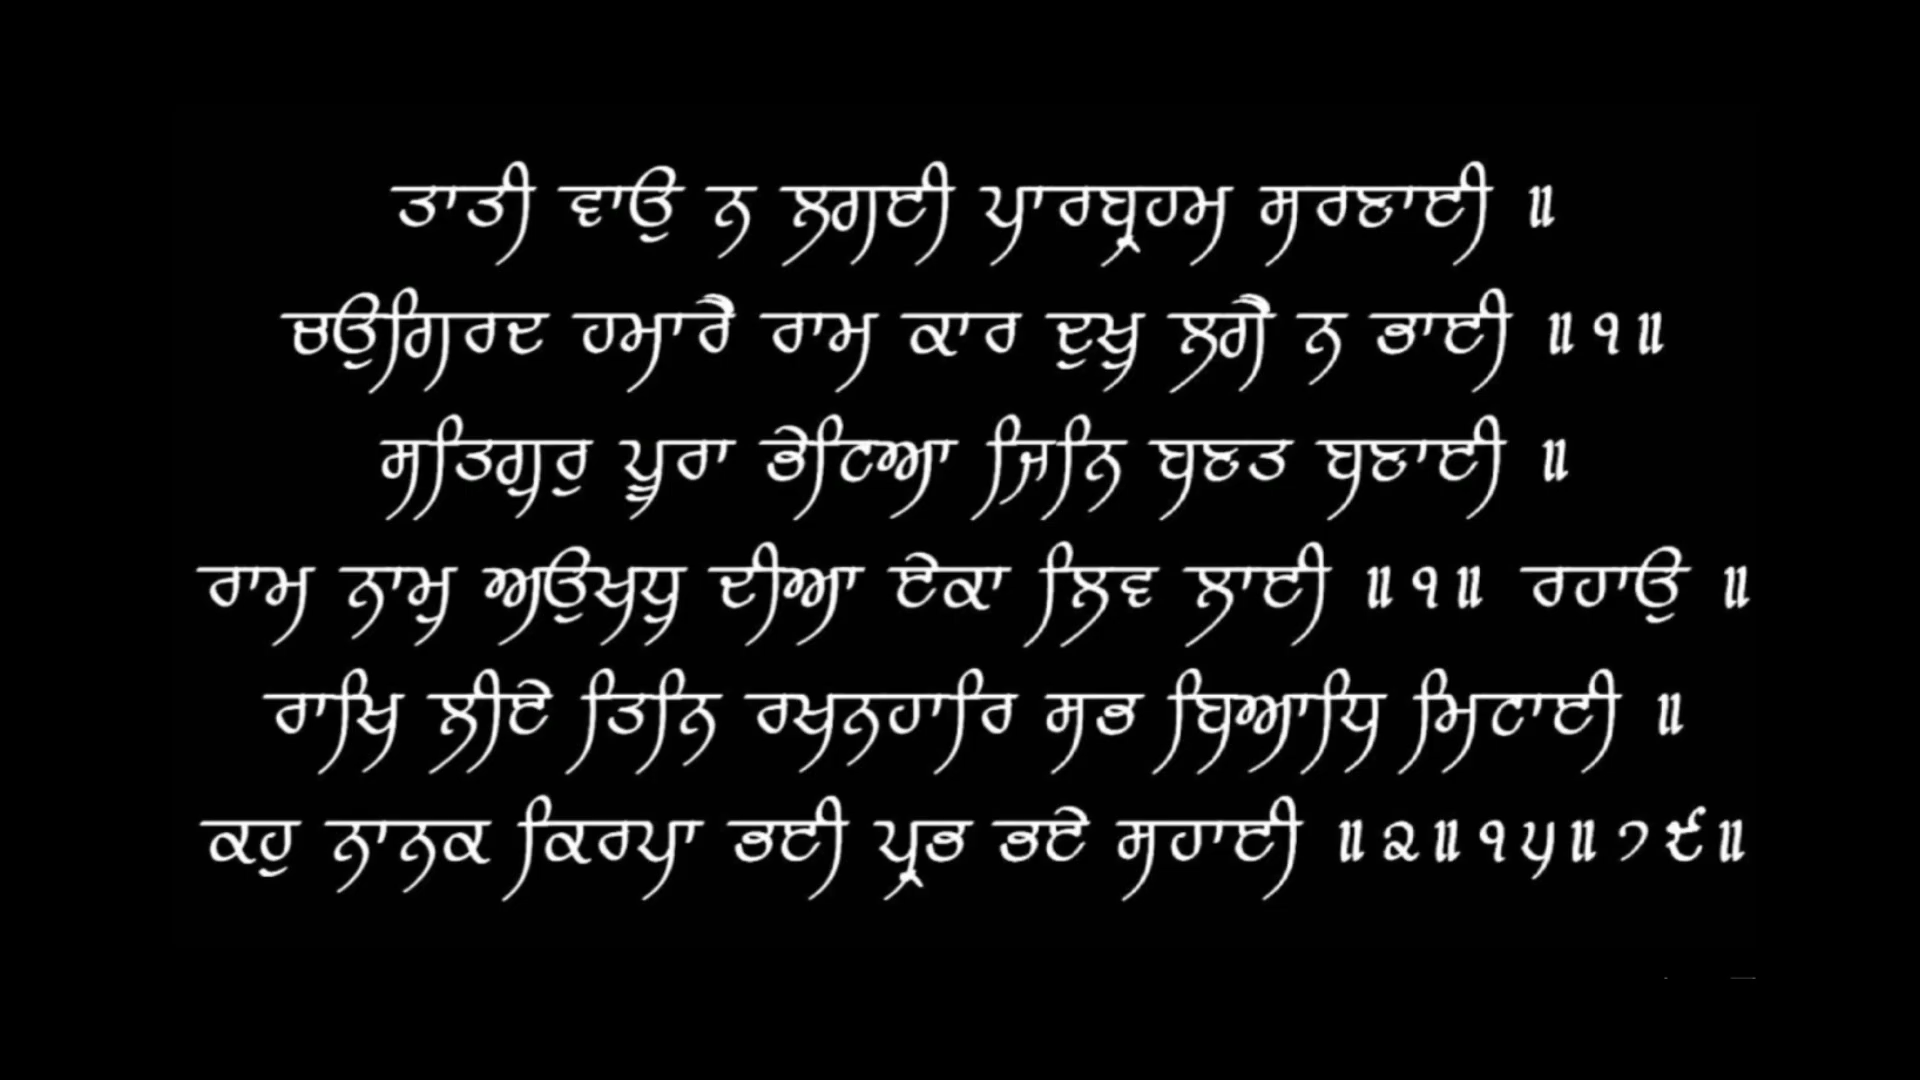 ਤਾਤੀ ਵਾਉ ਨ ਲਗਈ ਪਾਰਬ੍ਰਹਮ ਸਰਣਾਈ ॥
ਚਉਗਿਰਦ ਹਮਾਰੈ ਰਾਮ ਕਾਰ ਦੁਖੁ ਲਗੈ ਨ ਭਾਈ ॥੧॥
ਸਤਿਗੁਰੁ ਪੂਰਾ ਭੇਟਿਆ ਜਿਨਿ ਬਣਤ ਬਣਾਈ ॥
ਰਾਮ ਨਾਮੁ ਅਉਖਧੁ ਦੀਆ ਏਕਾ ਲਿਵ ਲਾਈ ॥੧॥ ਰਹਾਉ ॥
ਰਾਖਿ ਲੀਏ ਤਿਨਿ ਰਖਨਹਾਰਿ ਸਭ ਬਿਆਧਿ ਮਿਟਾਈ ॥
ਕਹੁ ਨਾਨਕ ਕਿਰਪਾ ਭਈ ਪ੍ਰਭ ਭਏ ਸਹਾਈ ॥੨॥੧੫॥੭੯॥